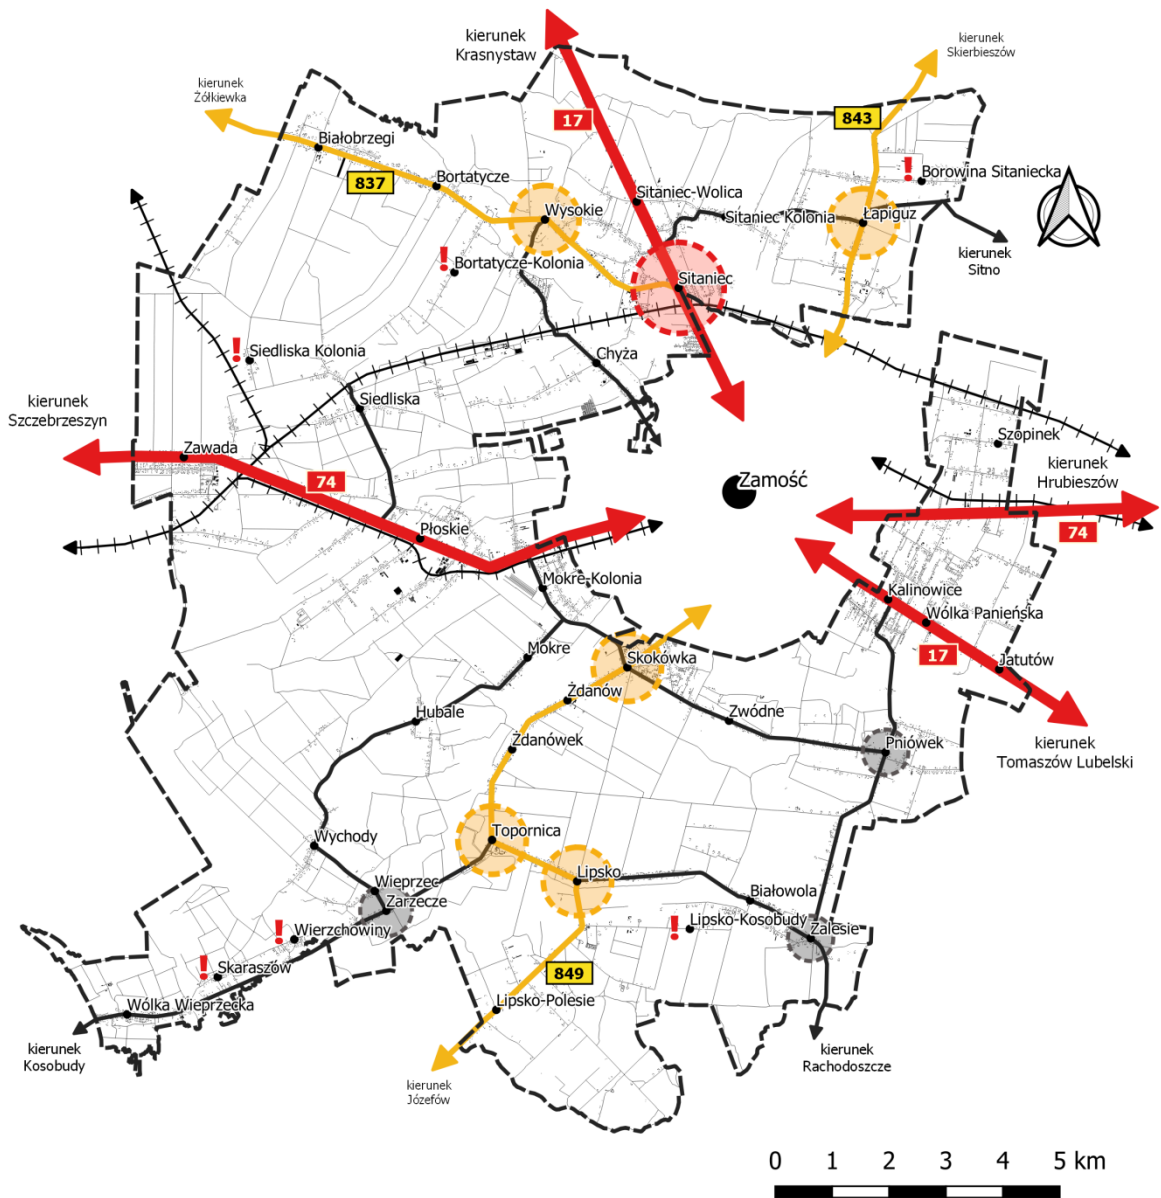 kierunek
Krasnystaw
kierunek
Skierbieszów
kierunek
Żółkiewka
17
843
Białobrzegi
837
Bortatycze
! Borowina Sitaniecka
Sitaniec-Wolica
Wysokie
Sitaniec Kolonia
Łapiguz
kierunek
Sitno
! Bortatycze-Kolonia
Sitaniec
! Siedliska Kolonia
Chyża
Siedliska
kierunek
Szczebrzeszyn
Zawada
Szopinek
kierunek
Hrubieszów
74
Zamość
Płoskie
74
Mokre-Kolonia
Kalinowice
Wólka Panieńska
17
Jatutów
Mokre
Skokówka
Żdanów
Hubale
Zwódne
Żdanówek
Pniówek
kierunek
Tomaszów Lubelski
Wychody
Topornica
Lipsko
Wieprzec
Zarzecze
Białowola
! Lipsko-Kosobudy
Zalesie
! Wierzchowiny
! Skaraszów
849
Wólka Wieprzecka
Lipsko-Polesie
kierunek
Kosobudy
kierunek
Rachodoszcze
kierunek
Józefów
0 1 2 3 4 5 km